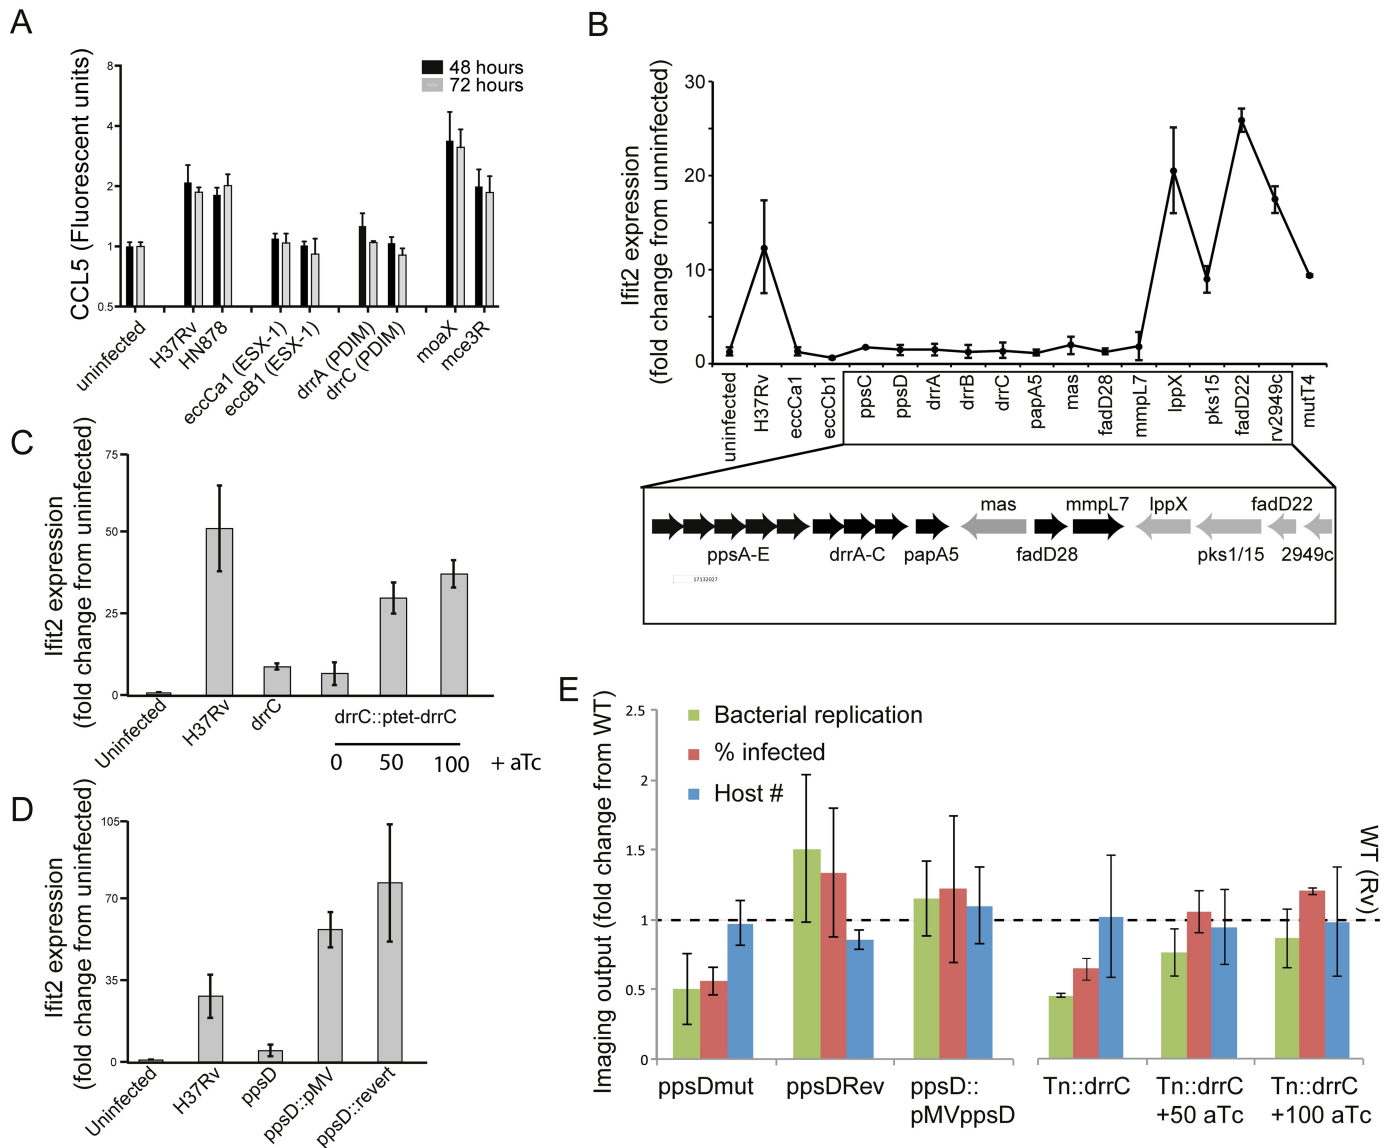 A
CCL5 (Fluorescent units)
8
4
2
1
0.5
48 hours
72 hours
uninfected
H37Rv
HN878
eccCa1 (ESX-1)
eccB1 (ESX-1)
drrA (PDIM)
drrC (PDIM)
moaX
mce3R
B
Ifit2 expression
(fold change from uninfected)
30
20
10
0
uninfected
H37Rv
eccCa1
eccCb1
ppsC
ppsD
drrA
drrB
drrC
papA5
mas
fadD28
mmpL7
lppX
pks15
fadD22
rv2949c
mutT4
mas
mmpL7
lppX
fadD22
ppsA-E
drrA-C
papA5
fadD28
pks1/15
2949c
17132027
C
Ifit2 expression
(fold change from uninfected)
75
50
25
0
Uninfected
H37Rv
drrC
drrC::ptet-drrC
0
50
100
+ aTc
D
Ifit2 expression
(fold change from uninfected)
105
70
35
0
Uninfected
H37Rv
ppsD
ppsD::pMV
ppsD::revert
E
Imaging output (fold change from WT)
2.5
2
1.5
1
0.5
0
Bacterial replication
% infected
Host #
WT (Rv)
ppsDmut
ppsDRev
ppsD::
pMVppsD
Tn::drrC
Tn::drrC
+50 aTc
Tn::drrC
+100 aTc